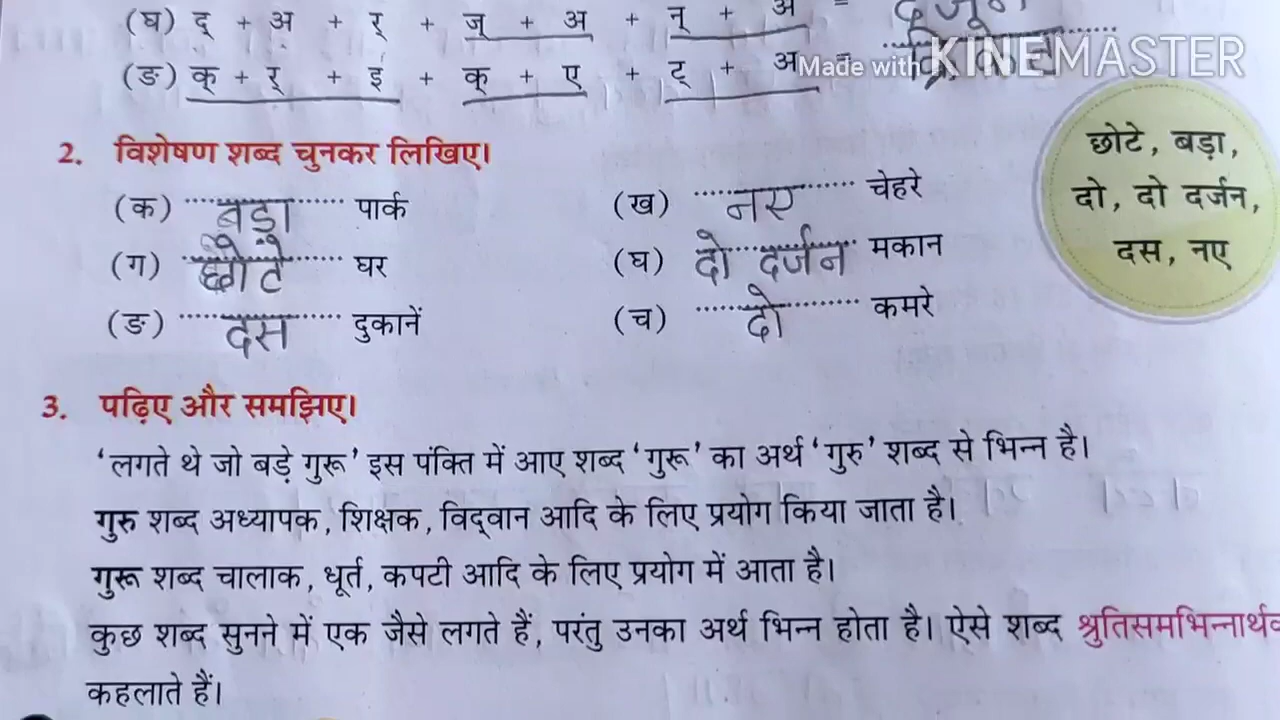 (घ) द् + अ + र् + ज् + अ + न् + अ =
(ङ) क् + र् + इ + क् + ए + ट् + अ =
Made with KINEMASTER
2. विशेषण शब्द चुनकर लिखिए।
(क) बड़ा पार्क (ख) नए चेहरे
(ग) छोटे घर (घ) दो दर्जन मकान
(ङ) दस दुकानें (च) दो कमरे
छोटे, बड़ा,
दो, दो दर्जन,
दस, नए
3. पढ़िए और समझिए।
‘लगते थे जो बड़े गुरू’ इस पंक्ति में आए शब्द ‘गुरू’ का अर्थ ‘गुरु’ शब्द से भिन्न है।
गुरु शब्द अध्यापक, शिक्षक, विद्‌वान आदि के लिए प्रयोग किया जाता है।
गुरू शब्द चालाक, धूर्त, कपटी आदि के लिए प्रयोग में आता है।
कुछ शब्द सुनने में एक जैसे लगते हैं, परंतु उनका अर्थ भिन्न होता है। ऐसे शब्द श्रुतिसमभिन्नार्थ
कहलाते हैं।